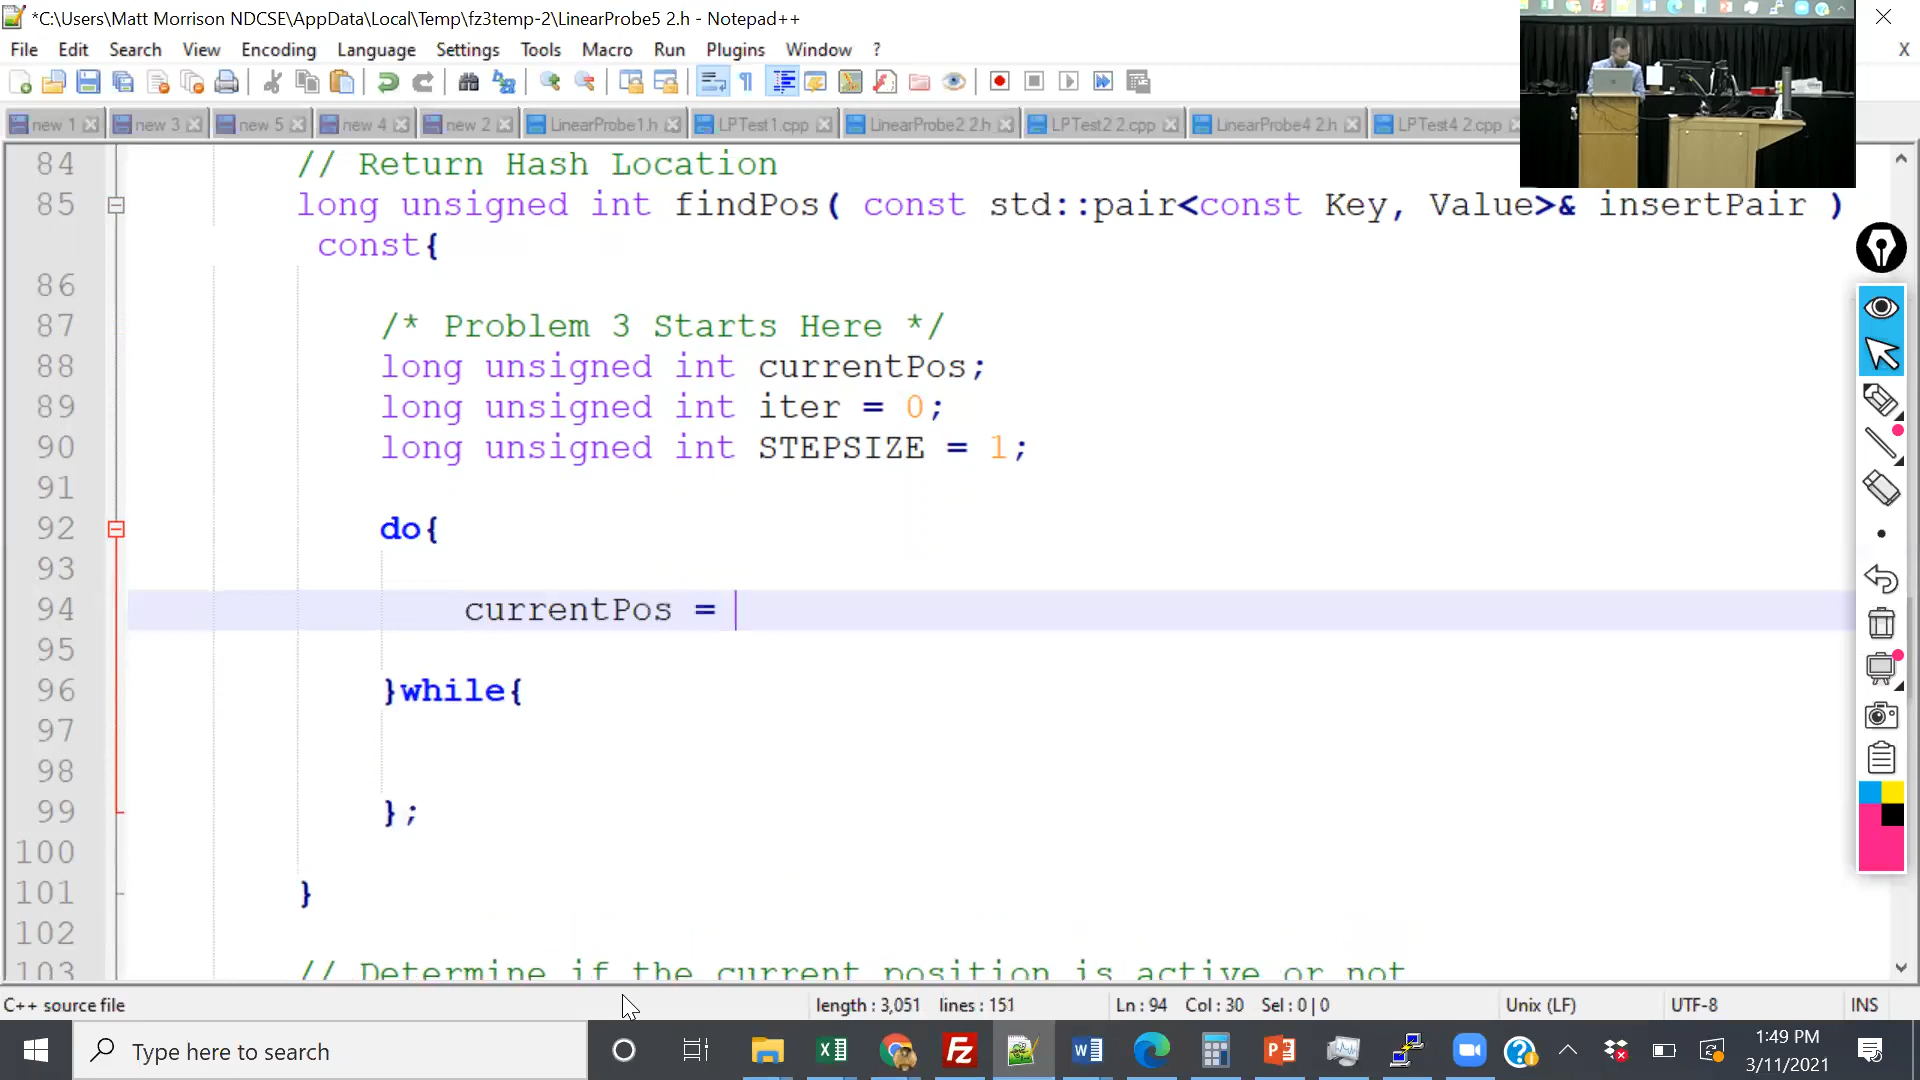 *C:\Users\Matt Morrison NDCSE\AppData\Local\Temp\fz3temp-2\LinearProbe5 2.h - Notepad++
File Edit Search View Encoding Language Settings Tools Macro Run Plugins Window ? X
new 1 new 3 new 5 new 4 new 2 LinearProbe1.h LPTest1.cpp LinearProbe2 2.h LPTest2 2.cpp LinearProbe4 2.h LPTest4 2.cpp
84 // Return Hash Location
85 long unsigned int findPos( const std::pair<const Key, Value>& insertPair )
const{
86
87 /* Problem 3 Starts Here */
88 long unsigned int currentPos;
89 long unsigned int iter = 0;
90 long unsigned int STEPSIZE = 1;
91
92 do{
93
94 currentPos =
95
96 }while{
97
98
99 };
100
101 }
102
103 // Determine if the current position is active or not
C++ source file length : 3,051 lines : 151 Ln : 94 Col : 30 Sel : 0 | 0 Unix (LF) UTF-8 INS
Type here to search
1:49 PM
3/11/2021